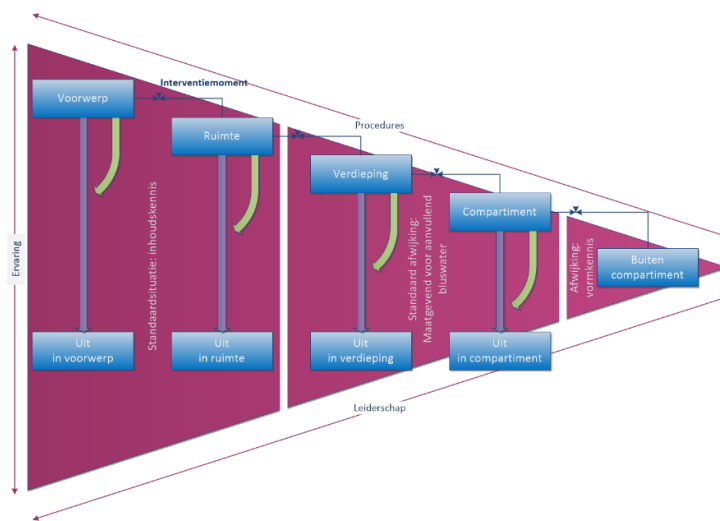 Interventiemoment
Procedures
Voorwerp
Ruimte
Verdieping
Compartiment
Buiten
compartiment
Ervaring
Standaardsituatie: inhoudskennis
Standaard afwijking:
Maatgevend voor aanvullend
bluswater
Afwijking:
vormkennis
Uit
in voorwerp
Uit
in ruimte
Uit
in verdieping
Uit
in compartiment
Leiderschap